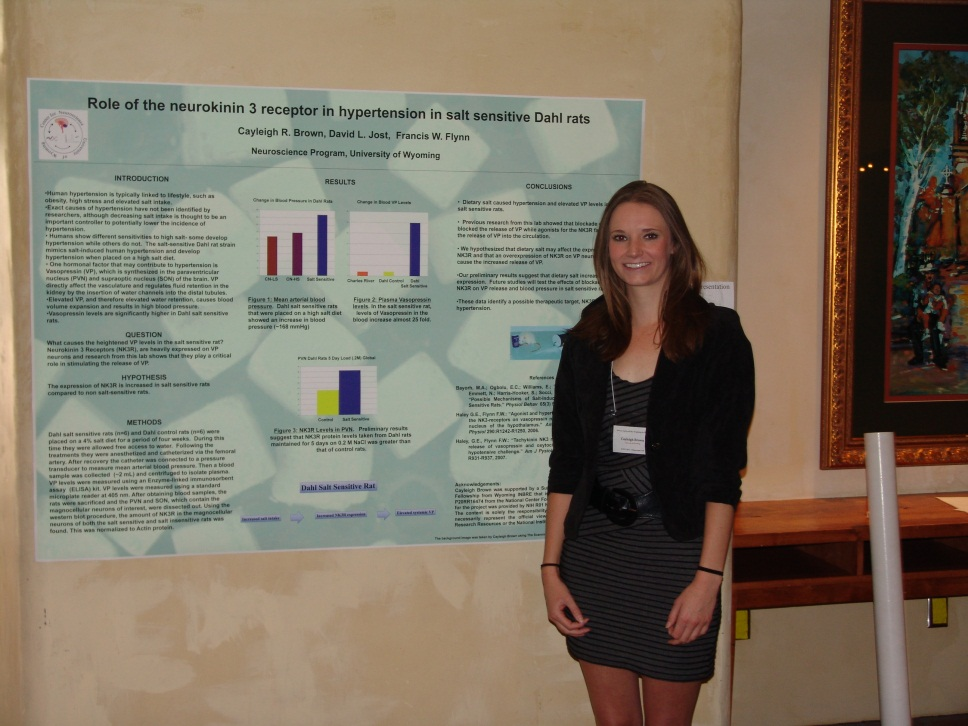 Role of the neurokinin 3 receptor in hypertension in salt sensitive Dahl rats
Cayleigh R. Brown, David L. Jost, Francis W. Flynn
Neuroscience Program, University of Wyoming
INTRODUCTION
•Human hypertension is typically linked to lifestyle, such as
obesity, high stress and elevated salt intake.
•Exact causes of hypertension have not been identified by
researchers, although decreasing salt intake is thought to be an
important controller to potentially lower the incidence of
hypertension.
•Humans show different sensitivities to high salt- some develop
hypertension while others do not. The salt-sensitive Dahl rat strain
mimics salt-induced human hypertension and develop
hypertension when placed on a high salt diet.
• One hormonal factor that may contribute to hypertension is
Vasopressin (VP), which is synthesized in the paraventricular
nucleus (PVN) and supraoptic nucleus (SON) of the brain. VP
directly affect the vasculature and regulates fluid retention in the
kidney by the insertion of water channels into the distal tubules.
•Elevated VP, and therefore elevated water retention, causes blood
volume expansion and results in high blood pressure.
•Vasopressin levels are significantly higher in Dahl salt sensitive
rats.
QUESTION
What causes the heightened VP levels in the salt sensitive rat?
Neurokinin 3 Receptors (NK3R), are heavily expressed on VP
neurons and research from this lab shows that they play a critical
role in stimulating the release of VP.
HYPOTHESIS
The expression of NK3R is increased in salt sensitive rats
compared to non salt-sensitive rats.
METHODS
Dahl salt sensitive rats (n=6) and Dahl control rats (n=6) were
placed on a 4% salt diet for a period of four weeks. During this
time they were allowed free access to water. Following the
treatments they were anesthetized and catheterized via the femoral
artery. After recovery the catheter was connected to a pressure
transducer to measure mean arterial blood pressure. Then a blood
sample was collected (~2 mL) and centrifuged to isolate plasma.
VP levels were measured using an Enzyme-linked immunosorbent
assay (ELISA) kit. VP levels were measured using a standard
microplate reader at 405 nm. After obtaining blood samples, the
rats were sacrificed and the PVN and SON, which contain the
magnocellular neurons of interest, were dissected out. Using the
western blot procedure, the amount of NK3R in the magnocellular
neurons of both the salt sensitive and salt insensitive rats was
found. This was normalized to Actin protein.
RESULTS
Change in Blood Pressure in Dahl Rats
CN-LS CN-HS Salt Sensitive
Figure 1: Mean arterial blood
pressure. Dahl salt sensitive rats
that were placed on a high salt diet
showed an increase in blood
pressure (~168 mmHg)
Change in Blood VP Levels
Charles River Dahl Control Dahl
Salt Sensitive
Figure 2: Plasma Vasopressin
levels. In the salt sensitive rat,
levels of Vasopressin in the
blood increase almost 35 fold.
PVN Dahl Rats 5 Day Load (.2M) Global
Control Salt Sensitive
Figure 3: NK3R Levels in PVN. Preliminary results
suggest that NK3R protein levels taken from Dahl rats
maintained for 5 days on 0.2 M NaCl was greater than
that of control rats.
Dahl Salt Sensitive Rat
Increased salt intake
Increased NK3R expression
Elevated systemic VP
CONCLUSIONS
• Dietary salt caused hypertension and elevated VP levels
salt sensitive rats.
• Previous research from this lab showed that blockade
blocked the release of VP while agonists for the NK3R
the release of VP into the circulation.
• We hypothesized that dietary salt may affect the
NK3R and that an overexpression of NK3R on VP
cause the increased release of VP.
•Our preliminary results suggest that dietary salt
expression. Future studies will test the effects of
NK3R on VP release and blood pressure in salt sensitive
•These data identify a possible therapeutic target,
hypertension.
References
Acknowledgements:
Cayleigh Brown